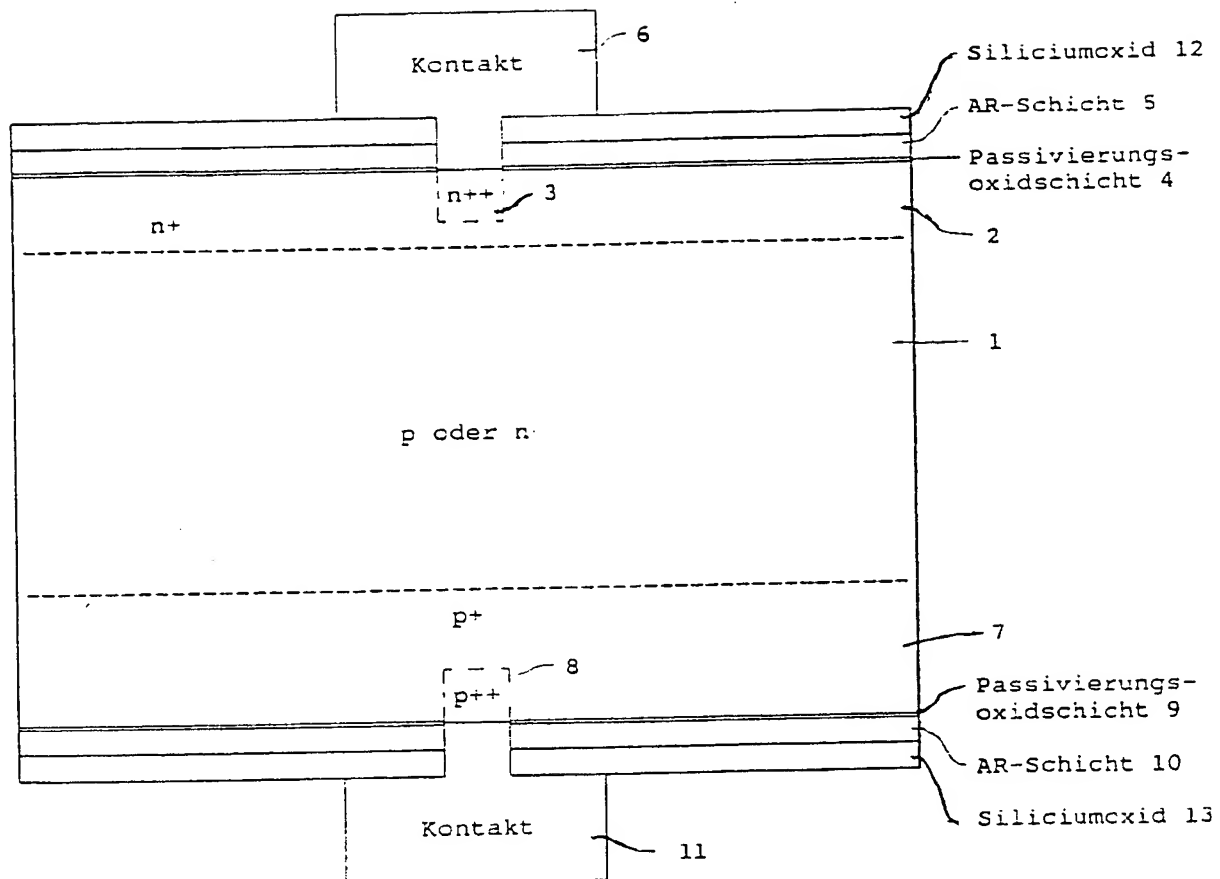 6
Kontakt
Siliciumoxid 12
AR-Schicht 5
Passivierungs-
oxidschicht 4
n++
3
n+
2
1
p oder n
p+
7
8
p++
Passivierungs-
oxidschicht 9
AR-Schicht 10
Siliciumoxid 13
Kontakt
11